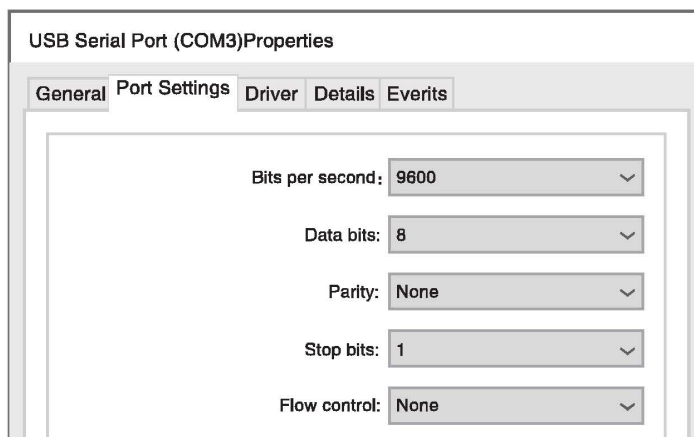 USB Serial Port (COM3)Properties
General Port Settings Driver Details Everits
Bits per second: 9600
Data bits: 8
Parity: None
Stop bits: 1
Flow control: None